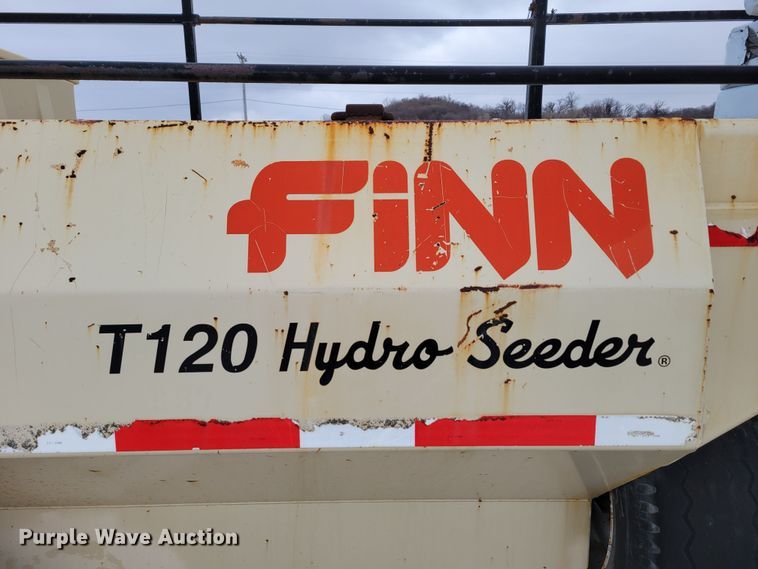 FiNN
T120 Hydro Seeder®
Purple Wave Auction